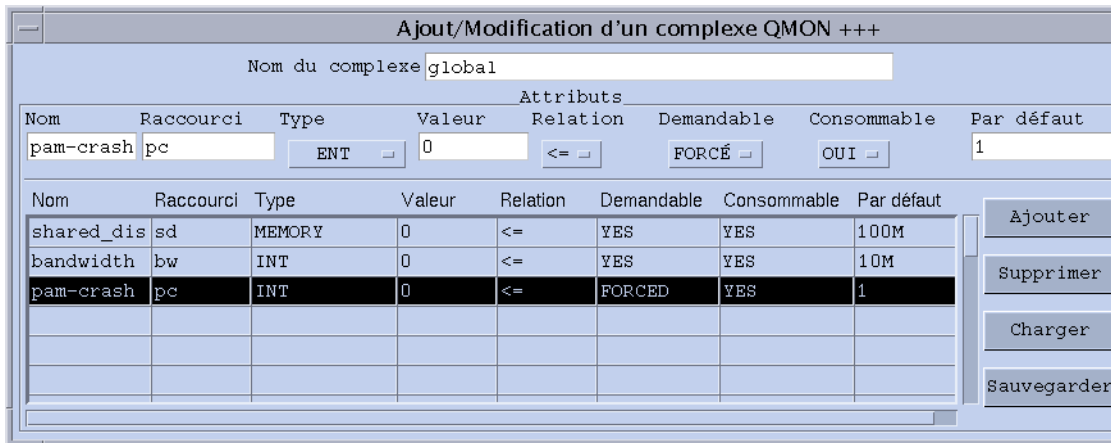 Ajout/Modification d'un complexe QMON +++
Nom du complexe global
Attributs
Nom Raccourci Type Valeur Relation Demandable Consommable Par défaut
pam-crash pc ENT 0 <= FORCÉ OUI 1
Nom Raccourci Type Valeur Relation Demandable Consommable Par défaut
shared_dis sd MEMORY 0 <= YES YES 100M
bandwidth bw INT 0 <= YES YES 10M
pam-crash pc INT 0 <= FORCED YES 1
Ajouter
Supprimer
Charger
Sauvegarder